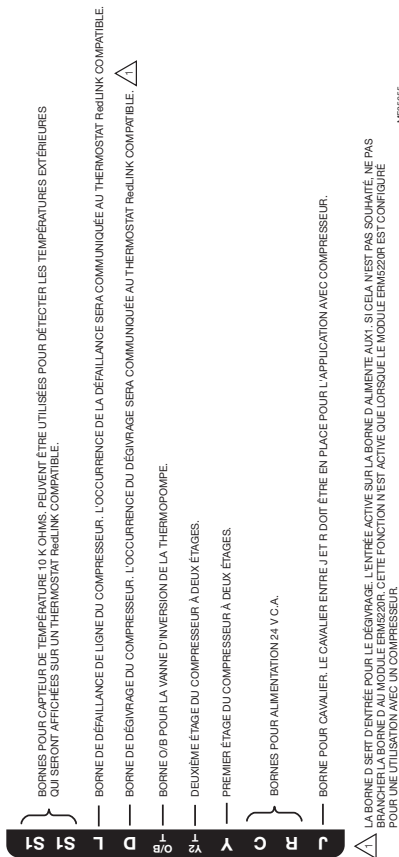 S1
S1
BORNES POUR CAPTEUR DE TEMPÉRATURE 10 K OHMS. PEUVENT ÊTRE UTILISÉES POUR DÉTECTER LES TEMPÉRATURES EXTÉRIEURES
QUI SERONT AFFICHÉES SUR UN THERMOSTAT RedLINK COMPATIBLE.
L
BORNE DE DÉFAILLANCE DE LIGNE DU COMPRESSEUR. L'OCCURRENCE DE LA DÉFAILLANCE SERA COMMUNIQUÉE AU THERMOSTAT RedLINK COMPATIBLE.
D
BORNE DE DÉGIVRAGE DU COMPRESSEUR. L'OCCURRENCE DU DÉGIVRAGE SERA COMMUNIQUÉE AU THERMOSTAT RedLINK COMPATIBLE. 1
O/B
T
BORNE O/B POUR LA VANNE D'INVERSION DE LA THERMOPOMPE.
Y2
T
DEUXIÈME ÉTAGE DU COMPRESSEUR À DEUX ÉTAGES.
Y
PREMIER ÉTAGE DU COMPRESSEUR À DEUX ÉTAGES.
C
R
BORNES POUR ALIMENTATION 24 V C.A.
J
BORNE POUR CAVALIER. LE CAVALIER ENTRE J ET R DOIT ÊTRE EN PLACE POUR L'APPLICATION AVEC COMPRESSEUR.
1 LA BORNE D SERT D'ENTRÉE POUR LE DÉGIVRAGE. L'ENTRÉE ACTIVE SUR LA BORNE D ALIMENTE AUX1. SI CELA N'EST PAS SOUHAITÉ, NE PAS
BRANCHER LA BORNE D AU MODULE ERM5220R. CETTE FONCTION N'EST ACTIVE QUE LORSQUE LE MODULE ERM5220R EST CONFIGURÉ
POUR UNE UTILISATION AVEC UN COMPRESSEUR.